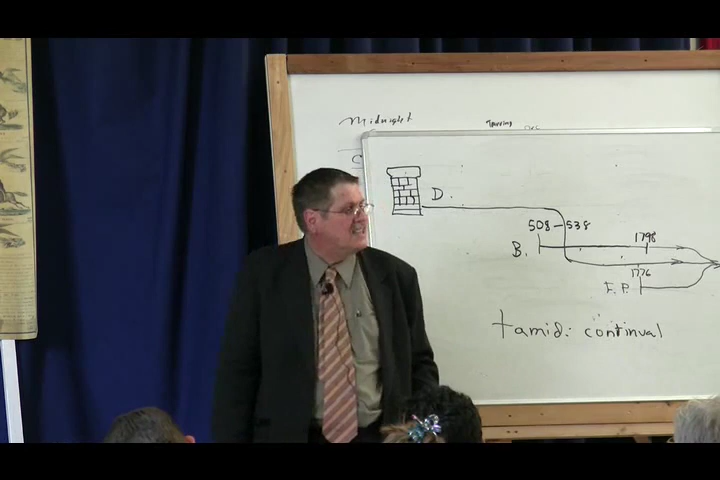 Midnight
D.
508 - 538
1798
B.
1776
F. P.
tamid: continual